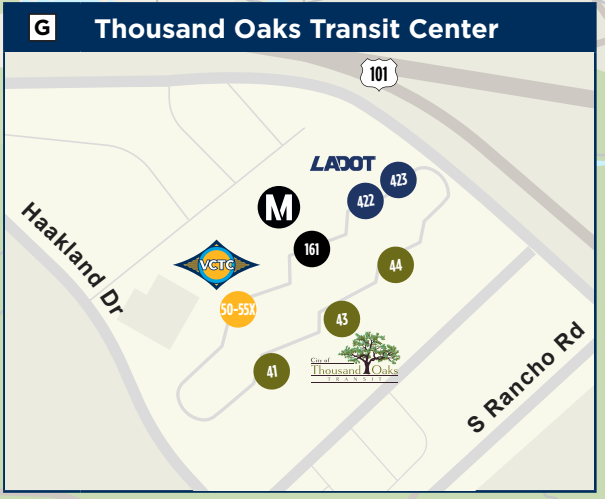 G Thousand Oaks Transit Center
101
LADOT
423
422
M
161
VCTC
44
50-55X
43
41
City of
Thousand Oaks
TRANSIT
Haakland Dr
S Rancho Rd